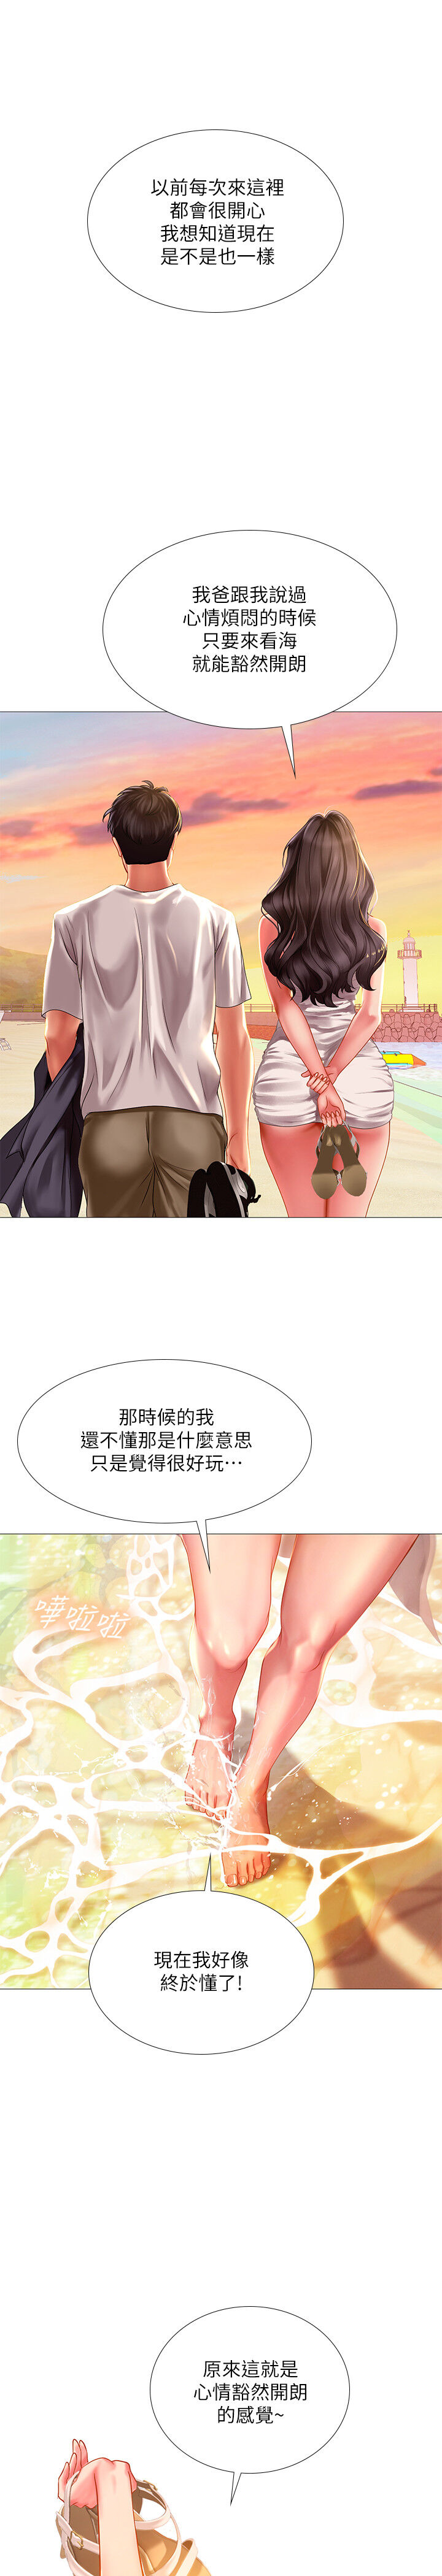 以前每次來這裡
都會很開心
我想知道現在
是不是也一樣
我爸跟我說過
心情煩悶的時候
只要來看海
就能豁然開朗
那時候的我
還不懂那是什麼意思
只是覺得很好玩⋯
嘩啦啦
現在我好像
終於懂了!
原來這就是
心情豁然開朗
的感覺~